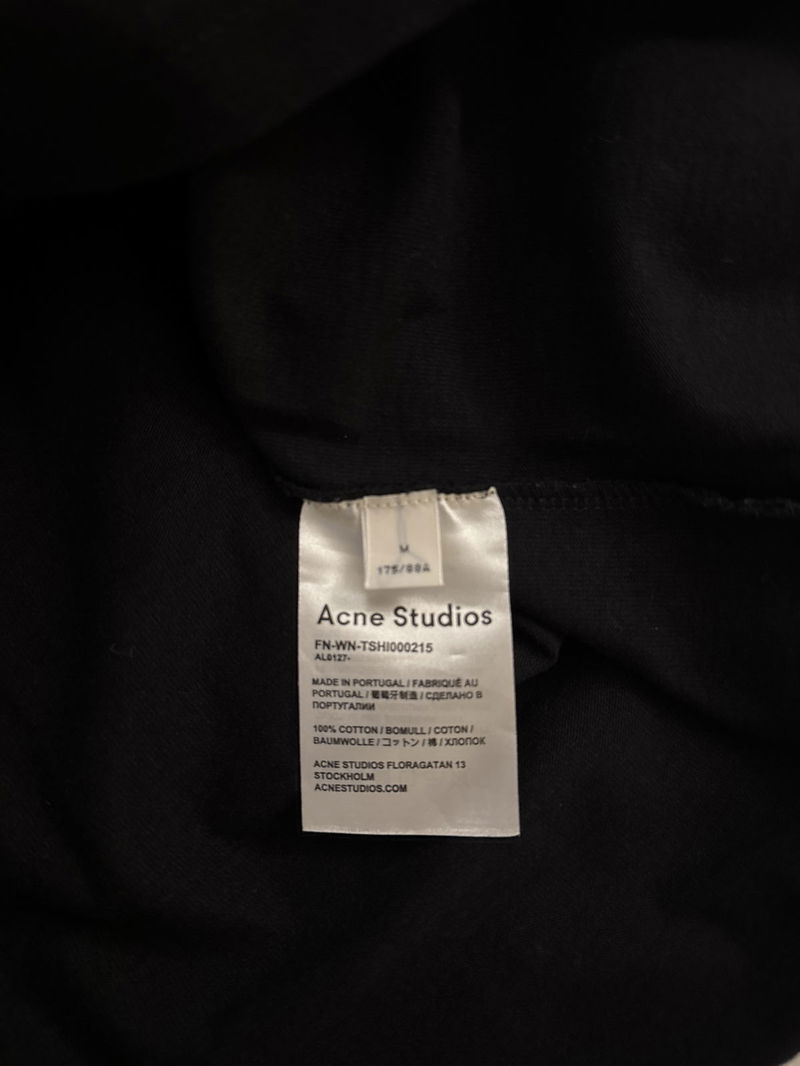 M
175/88A
Acne Studios
FN-WN-TSHI000215
AL0127-
MADE IN PORTUGAL / FABRIQUÉ AU
PORTUGAL / 葡萄牙制造 / СДЕЛАНО В
ПОРТУГАЛИИ
100% COTTON / BOMULL / COTON /
BAUMWOLLE / コットン / 棉 / ХЛОПОК
ACNE STUDIOS FLORAGATAN 13
STOCKHOLM
ACNESTUDIOS.COM